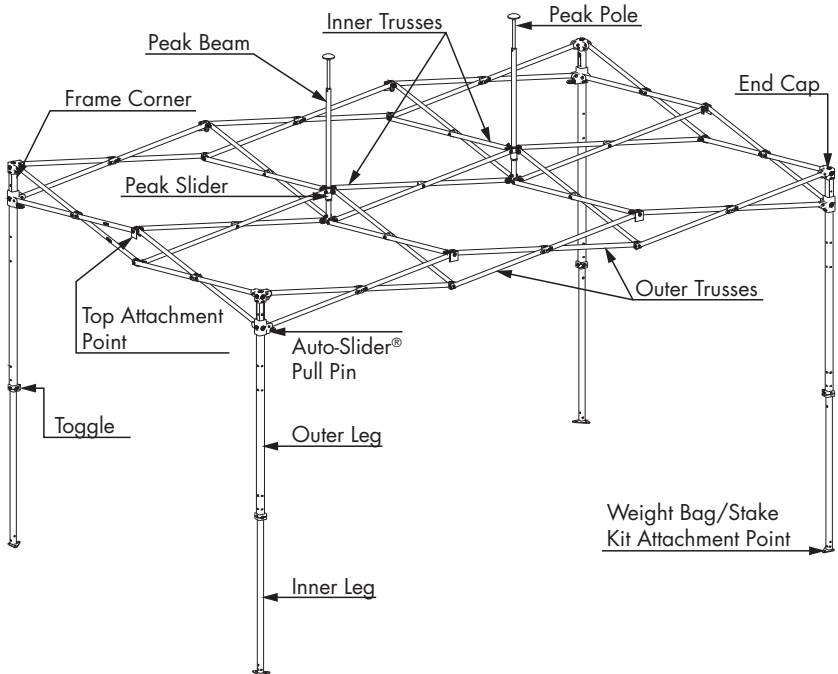 Peak Pole
Inner Trusses
Peak Beam
End Cap
Frame Corner
Peak Slider
Outer Trusses
Top Attachment
Point
Auto-Slider®
Pull Pin
Toggle
Outer Leg
Weight Bag/Stake
Kit Attachment Point
Inner Leg